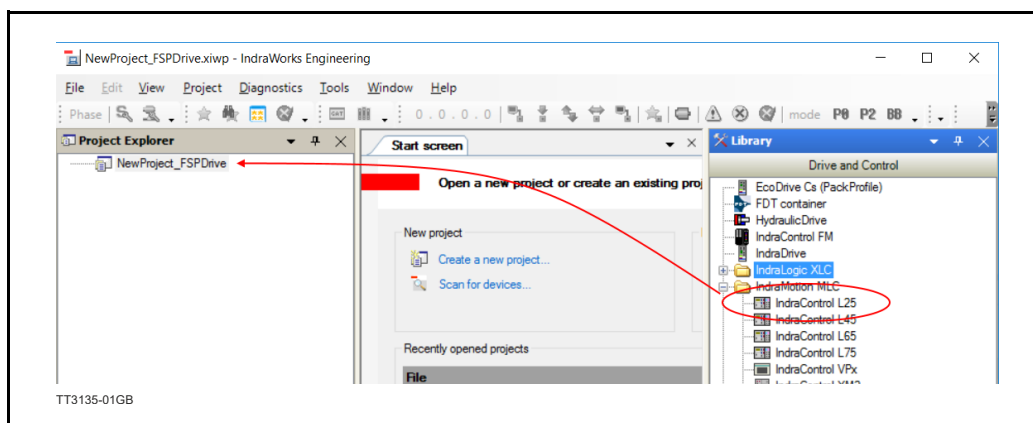 NewProject_FSPDrive.xiwp - IndraWorks Engineering
File Edit View Project Diagnostics Tools Window Help
Phase 0 . 0 . 0 . 0 mode P0 P2 BB
Project Explorer
NewProject_FSPDrive
Start screen
Open a new project or create an existing proj
New project
Create a new project...
Scan for devices...
Recently opened projects
File
Library
Drive and Control
EcoDrive Cs (PackProfile)
FDT container
HydraulicDrive
IndraControl FM
IndraDrive
IndraLogic XLC
IndraMotion MLC
IndraControl L25
IndraControl L45
IndraControl L65
IndraControl L75
IndraControl VPx
TT3135-01GB